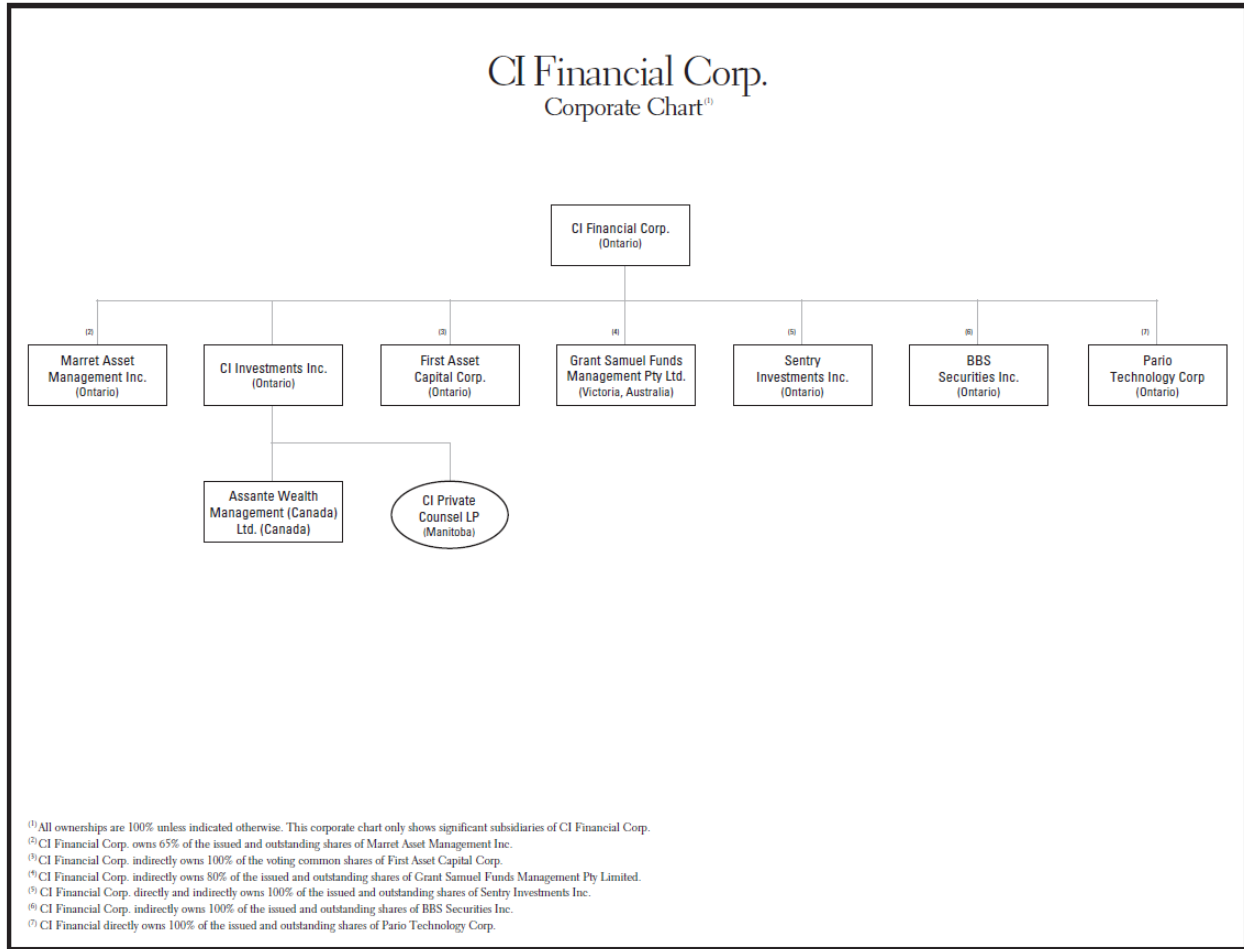 CI Financial Corp.
Corporate Chart(1)
CI Financial Corp.
(Ontario)
(2)
(3)
(4)
(5)
(6)
(7)
Marret Asset
Management Inc.
(Ontario)
CI Investments Inc.
(Ontario)
First Asset
Capital Corp.
(Ontario)
Grant Samuel Funds
Management Pty Ltd.
(Victoria, Australia)
Sentry
Investments Inc.
(Ontario)
BBS
Securities Inc.
(Ontario)
Pario
Technology Corp
(Ontario)
Assante Wealth
Management (Canada)
Ltd. (Canada)
CI Private
Counsel LP
(Manitoba)
(1) All ownerships are 100% unless indicated otherwise. This corporate chart only shows significant subsidiaries of CI Financial Corp.
(2) CI Financial Corp. owns 65% of the issued and outstanding shares of Marret Asset Management Inc.
(3) CI Financial Corp. indirectly owns 100% of the voting common shares of First Asset Capital Corp.
(4) CI Financial Corp. indirectly owns 80% of the issued and outstanding shares of Grant Samuel Funds Management Pty Limited.
(5) CI Financial Corp. directly and indirectly owns 100% of the issued and outstanding shares of Sentry Investments Inc.
(6) CI Financial Corp. indirectly owns 100% of the issued and outstanding shares of BBS Securities Inc.
(7) CI Financial directly owns 100% of the issued and outstanding shares of Pario Technology Corp.